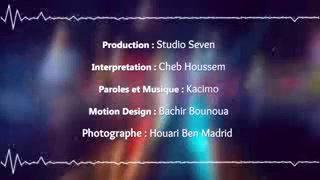 Production : Studio Seven
Interpretation : Cheb Houssem
Paroles et Musique : Kacimo
Motion Design : Bachir Bounoua
Photographe : Houari Ben Madrid